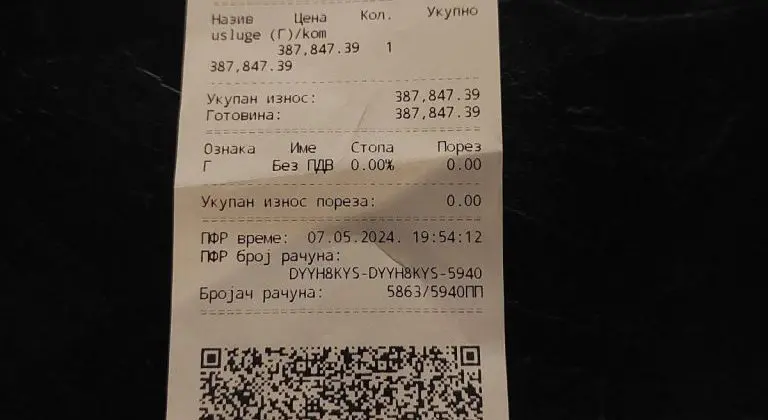 Назив Цена Кол. Укупно
usluge (Г)/kom
387,847.39 1
387,847.39
Укупан износ: 387,847.39
Готовина: 387,847.39
Ознака Име Стопа Порез
Г Без ПДВ 0.00% 0.00
Укупан износ пореза: 0.00
ПФР време: 07.05.2024. 19:54:12
ПФР број рачуна:
DYYH8KYS-DYYH8KYS-5940
Бројач рачуна: 5863/5940ПП